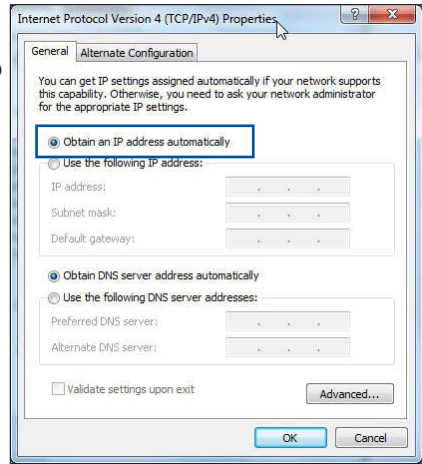 Internet Protocol Version 4 (TCP/IPv4) Properties
General
Alternate Configuration
You can get IP settings assigned automatically if your network supports
this capability. Otherwise, you need to ask your network administrator
for the appropriate IP settings.
Obtain an IP address automatically
Use the following IP address:
IP address:
Subnet mask:
Default gateway:
Obtain DNS server address automatically
Use the following DNS server addresses:
Preferred DNS server:
Alternate DNS server:
Validate settings upon exit
Advanced...
OK
Cancel